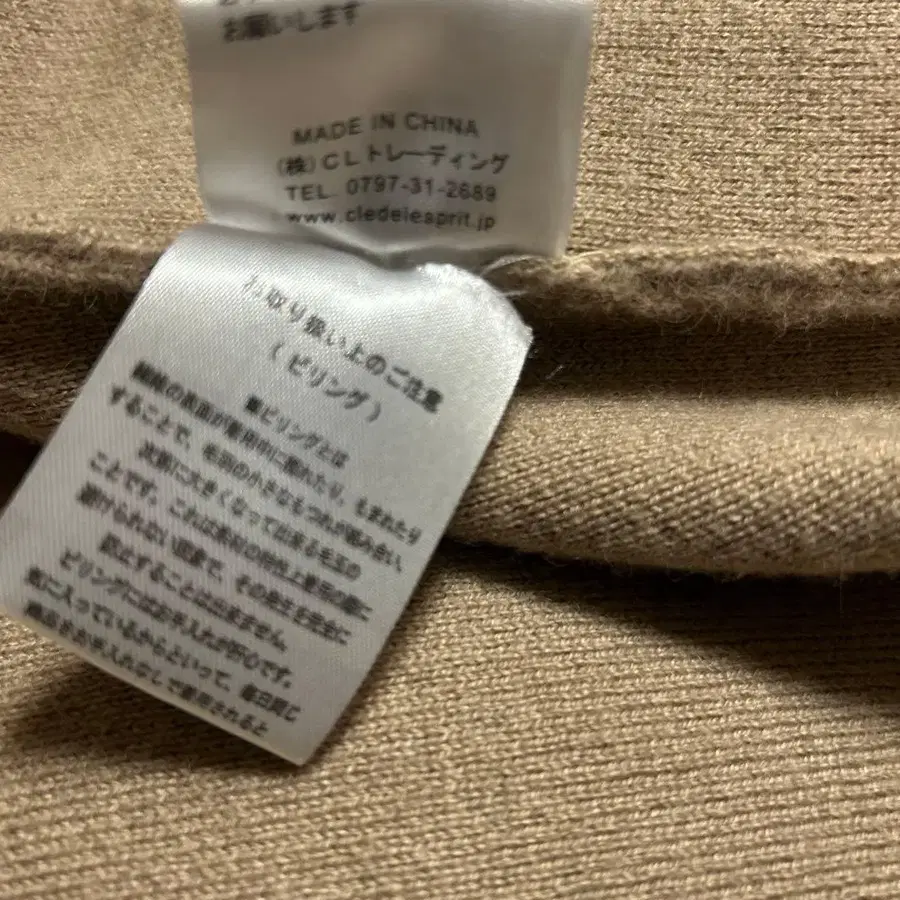 お願いします
MADE IN CHINA
(株)CLトレーディング
TEL. 0797-31-2689
www.cledelesprit.jp
お取り扱い上のご注意
(ピリング)
■ピリングとは
繊維の表面が着用中に擦れたり、もまれたり
することで、毛羽の小さなもつれが絡み合い、
次第に大きくなって出来る毛玉の
ことです。これは素材の特性上着用の際に
避けられない現象で、その発生を完全に
防止することは出来ません。
ピリングにはお手入れが肝心です。
気に入っているからといって、毎日同じ
商品をお手入れなしで着用されると